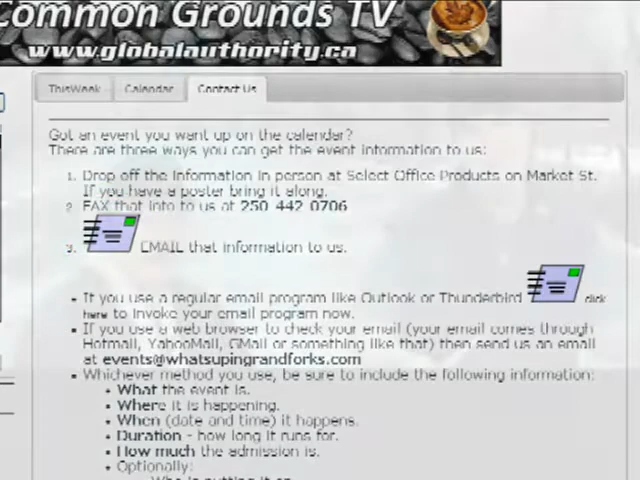 Common Grounds TV
www.globalauthority.ca
ThisWeek
Calendar
Contact Us
Got an event you want up on the calendar?
There are three ways you can get the event information to us:
1. Drop off the information in person at Select Office Products on Market St.
If you have a poster bring it along.
2. FAX that into to us at 250-442-0706
3. EMAIL that information to us.
• If you use a regular email program like Outlook or Thunderbird click
here to invoke your email program now.
• If you use a web browser to check your email (your email comes through
Hotmail, YahooMail, GMail or something like that) then send us an email
at events@whatsupingrandforks.com
• Whichever method you use, be sure to include the following information:
• What the event is.
• Where it is happening.
• When (date and time) it happens.
• Duration - how long it runs for.
• How much the admission is.
• Optionally:
Who is putting it on